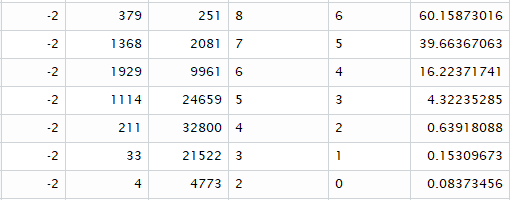 -2 379 251 8 6 60.15873016
-2 1368 2081 7 5 39.66367063
-2 1929 9961 6 4 16.22371741
-2 1114 24659 5 3 4.32235285
-2 211 32800 4 2 0.63918088
-2 33 21522 3 1 0.15309673
-2 4 4773 2 0 0.08373456